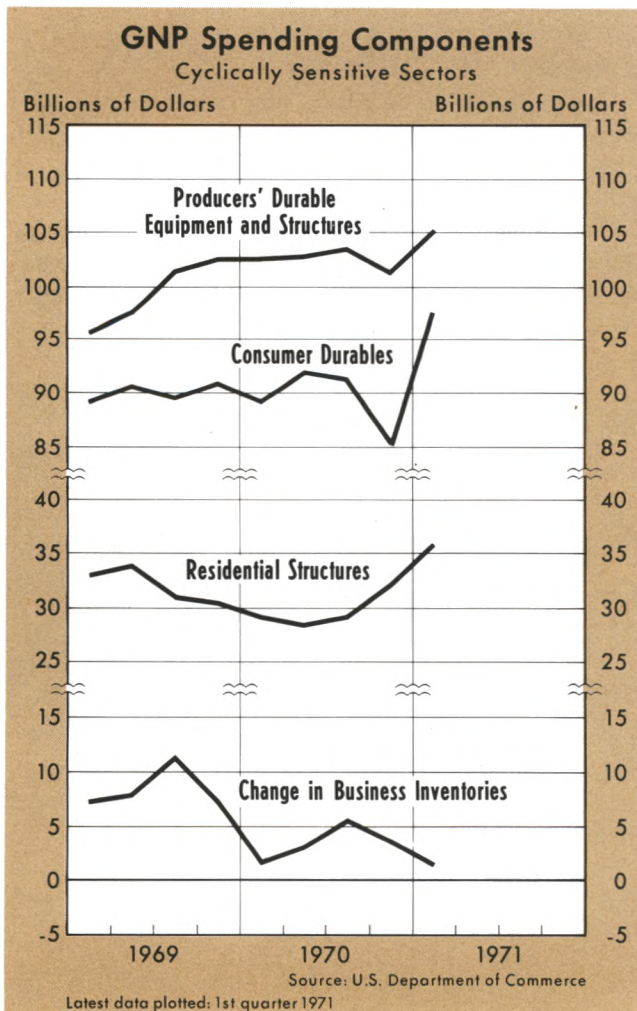 GNP Spending Components
Cyclically Sensitive Sectors
Billions of Dollars Billions of Dollars
115 115
110 110
Producers' Durable
Equipment and Structures
105 105
100 100
95 95
Consumer Durables
90 90
85 85
40 40
35 35
Residential Structures
30 30
25 25
15 15
10 10
Change in Business Inventories
5 5
0 0
-5 -5
1969 1970 1971
Source: U.S. Department of Commerce
Latest data plotted: 1st quarter 1971